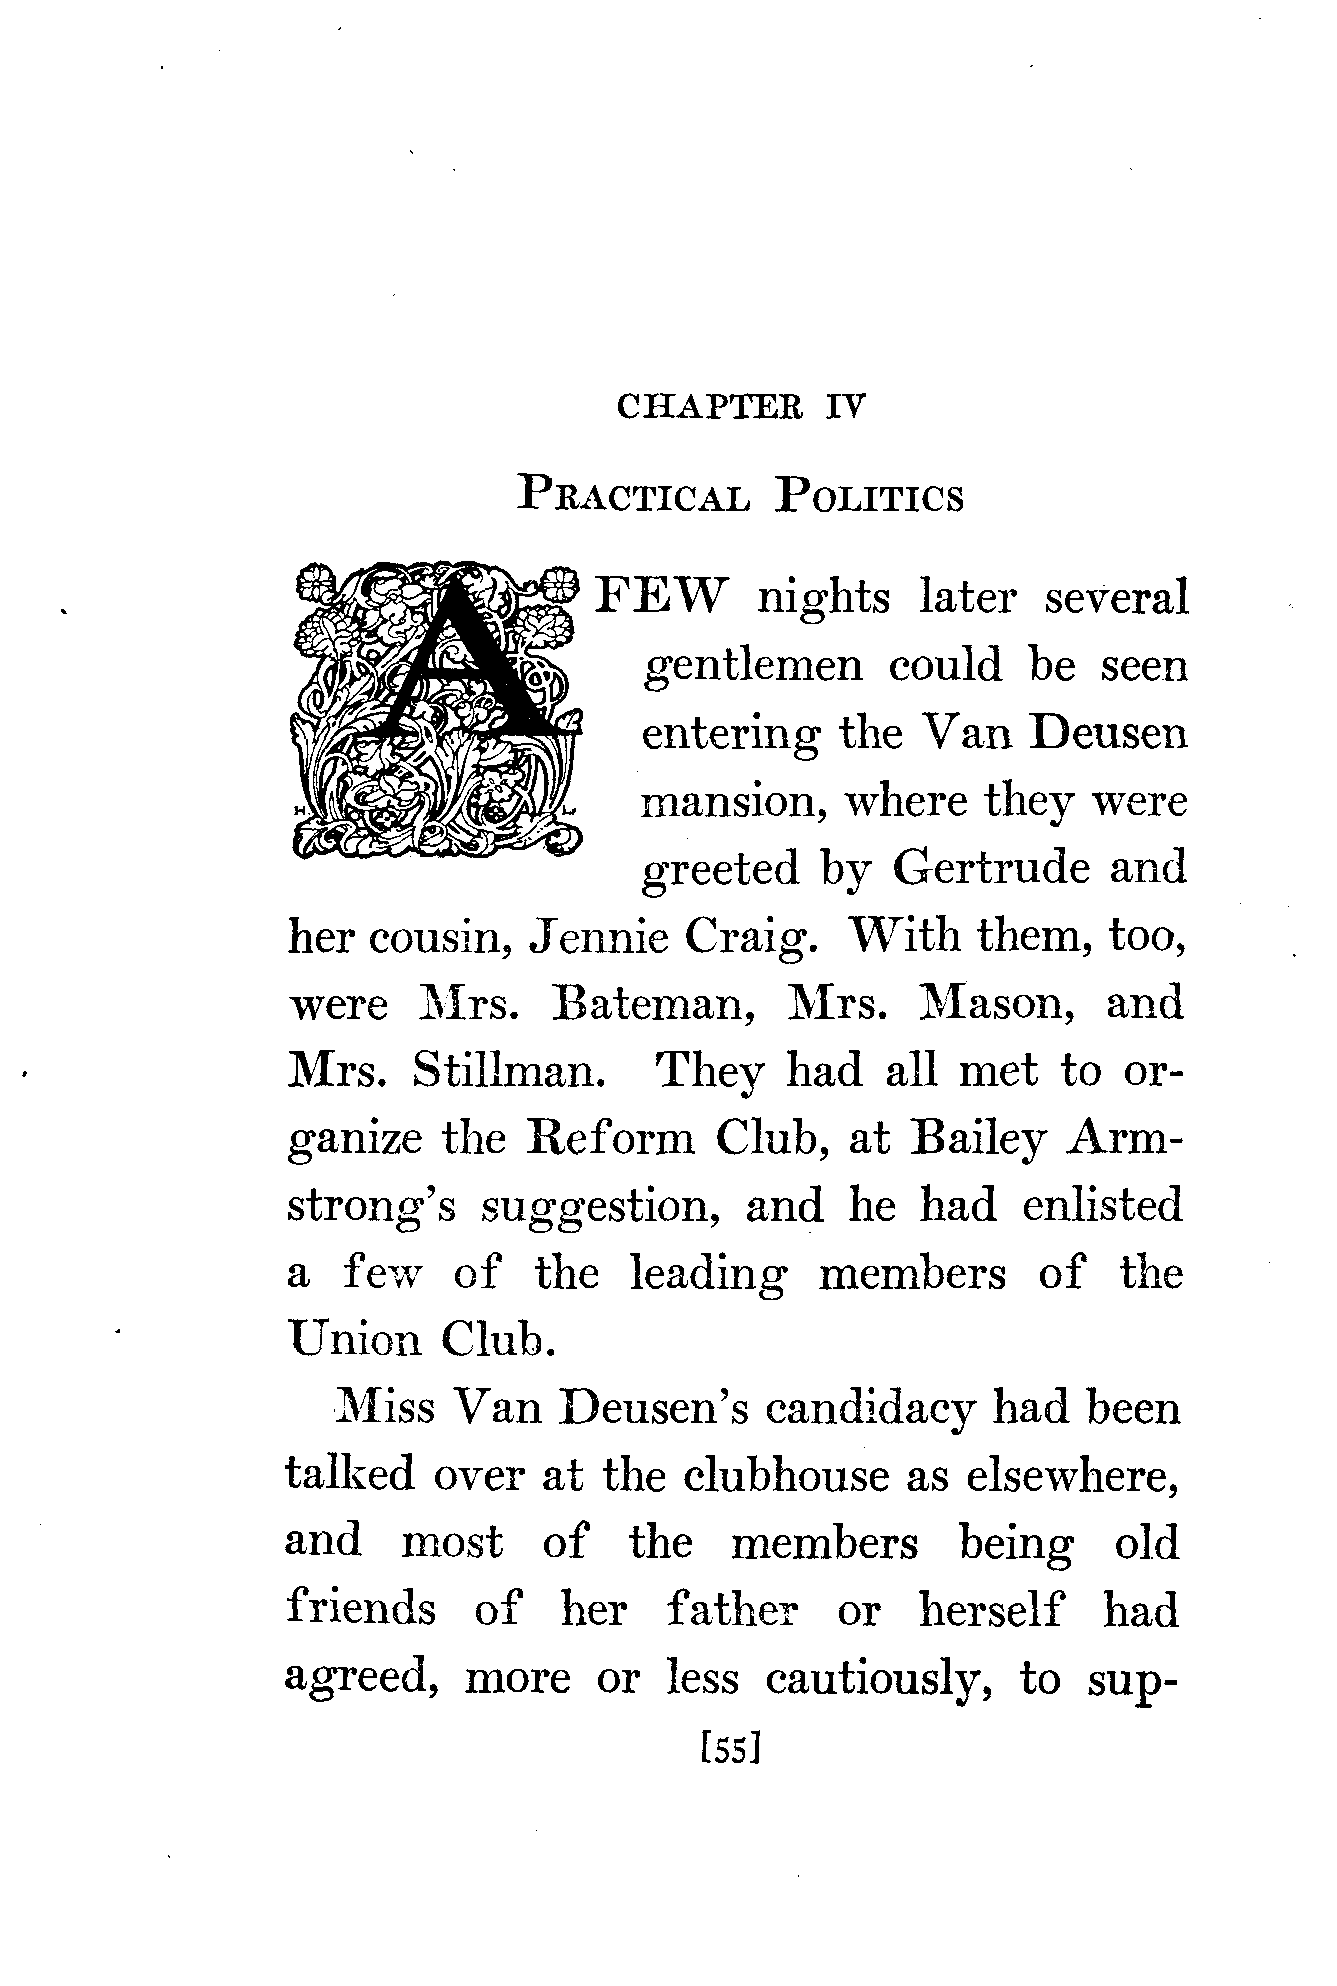 CHAPTER IV
PRACTICAL POLITICS
A FEW nights later several
gentlemen could be seen
entering the Van Deusen
mansion, where they were
greeted by Gertrude and
her cousin, Jennie Craig. With them, too,
were Mrs. Bateman, Mrs. Mason, and
Mrs. Stillman. They had all met to or-
ganize the Reform Club, at Bailey Arm-
strong's suggestion, and he had enlisted
a few of the leading members of the
Union Club.
Miss Van Deusen's candidacy had been
talked over at the clubhouse as elsewhere,
and most of the members being old
friends of her father or herself had
agreed, more or less cautiously, to sup-
[55]
H L